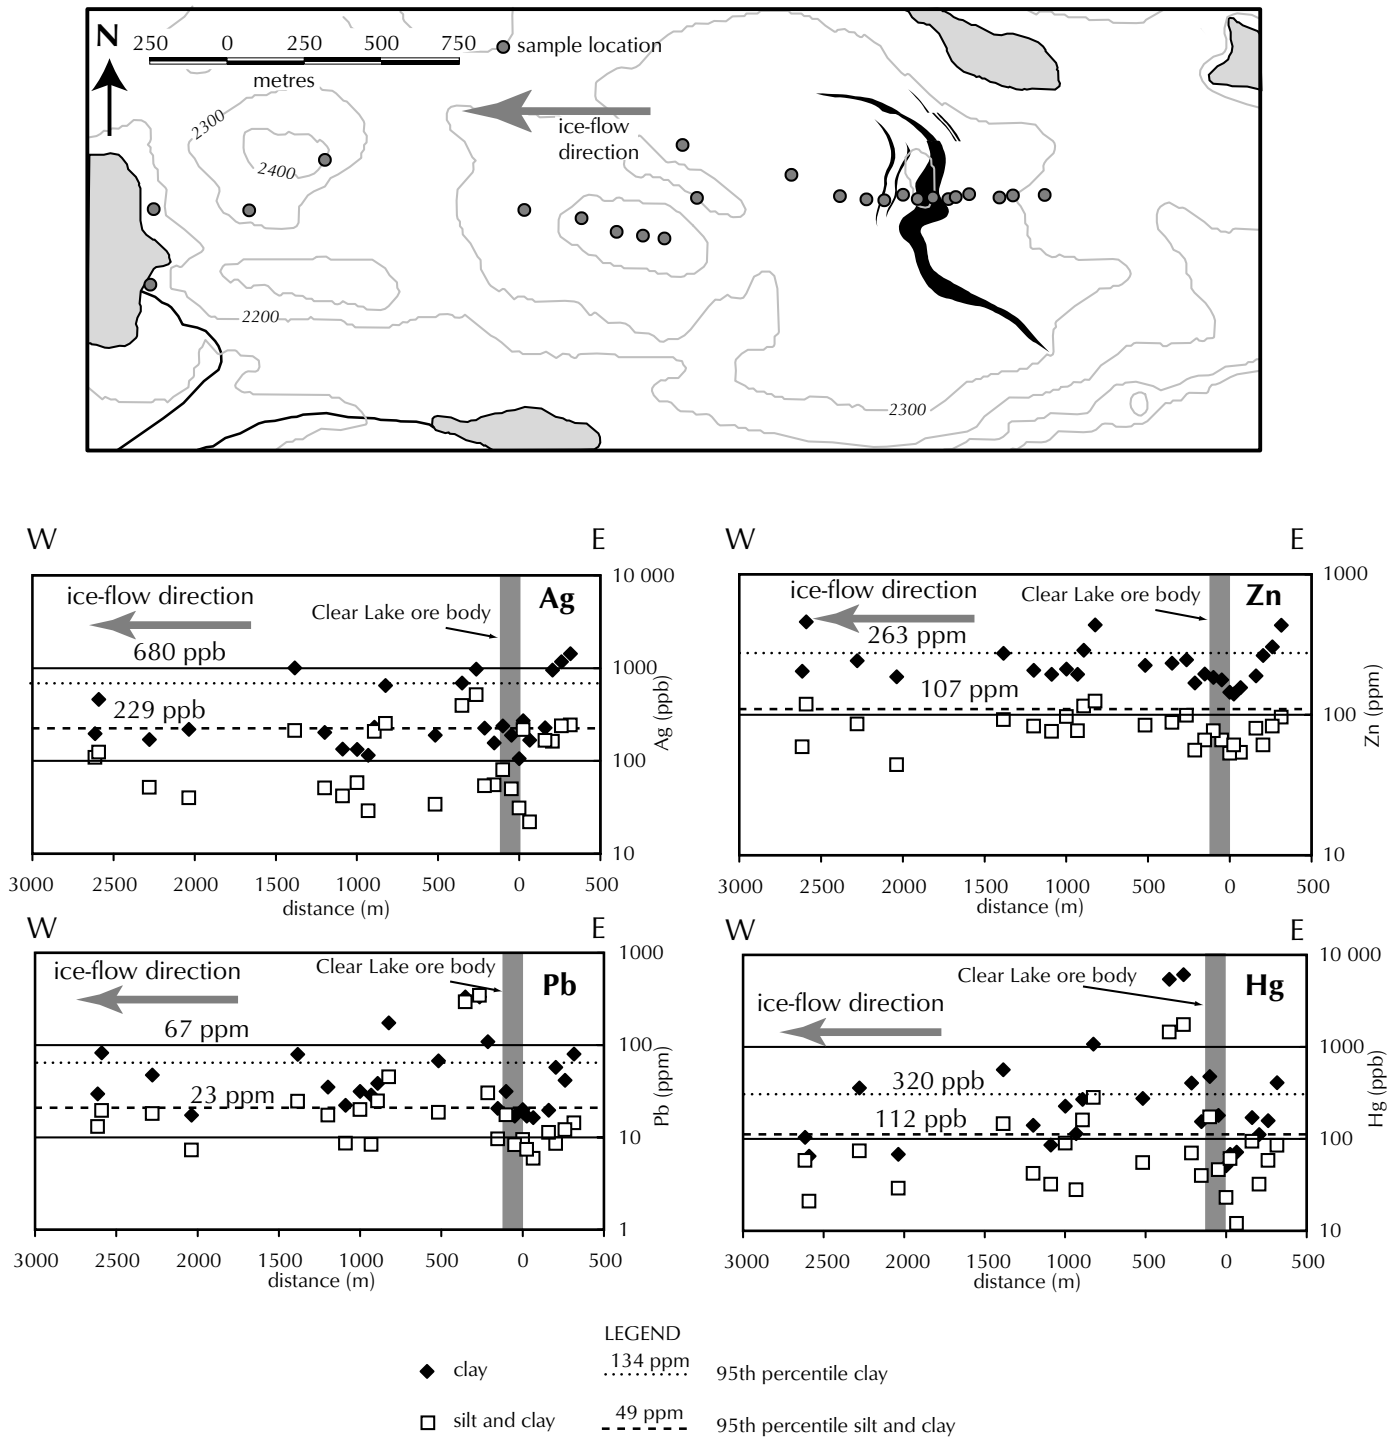 N
250 0 250 500 750
metres
sample location
ice-flow
direction
2300
2400
2200
2300
W E
ice-flow direction
Clear Lake ore body
Ag
680 ppb
229 ppb
10 000
1000
100
10
Ag (ppb)
3000 2500 2000 1500 1000 500 0 500
distance (m)
W E
ice-flow direction
Clear Lake ore body
Zn
263 ppm
107 ppm
1000
100
10
Zn (ppm)
3000 2500 2000 1500 1000 500 0 500
distance (m)
W E
ice-flow direction
Clear Lake ore body
Pb
67 ppm
23 ppm
1000
100
10
1
Pb (ppm)
3000 2500 2000 1500 1000 500 0 500
distance (m)
W E
Clear Lake ore body
Hg
ice-flow direction
320 ppb
112 ppb
10 000
1000
100
10
Hg (ppb)
3000 2500 2000 1500 1000 500 0 500
distance (m)
LEGEND
clay
134 ppm
95th percentile clay
silt and clay
49 ppm
95th percentile silt and clay